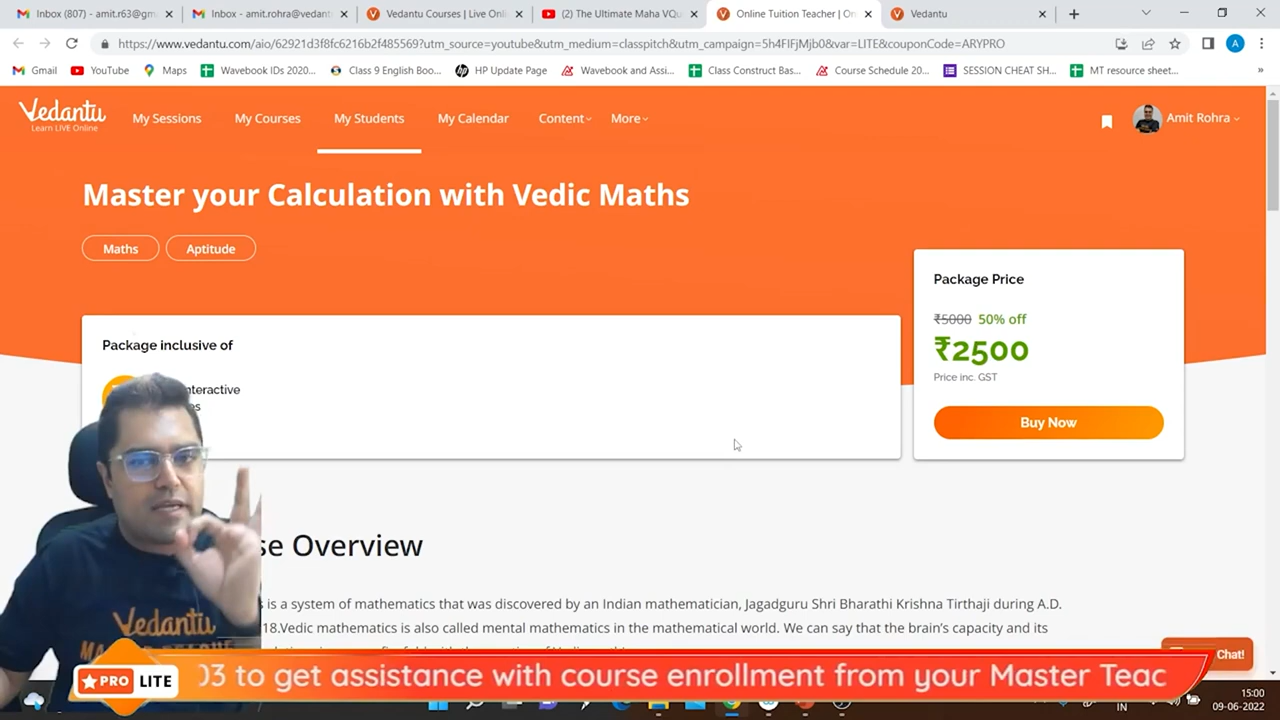 Inbox (807) - amit.r63@gm
Inbox - amit.rohra@vedant
Vedantu Courses | Live Onli
(2) The Ultimate Maha VQu
Online Tuition Teacher | On
Vedantu
https://www.vedantu.com/aio/62921d3f8fc6216b2f485569?utm_source=youtube&utm_medium=classpitch&utm_campaign=5h4FIFjMjb0&var=LITE&couponCode=ARYPRO
A
Gmail
YouTube
Maps
Wavebook IDs 2020...
Class 9 English Boo...
HP Update Page
Wavebook and Assi...
Class Construct Bas...
Course Schedule 20...
SESSION CHEAT SH...
MT resource sheet...
»
Vedantu
Learn LIVE Online
My Sessions
My Courses
My Students
My Calendar
Content
More
Amit Rohra
Master your Calculation with Vedic Maths
Maths
Aptitude
Package Price
₹5000 50% off
₹2500
Price inc. GST
Buy Now
Package inclusive of
nteractive
Overview
is a system of mathematics that was discovered by an Indian mathematician, Jagadguru Shri Bharathi Krishna Tirthaji during A.D.
18.Vedic mathematics is also called mental mathematics in the mathematical world. We can say that the brain's capacity and its
Vedantu
Chat!
PRO LITE
03 to get assistance with course enrollment from your Master Teac
IN
15:00
09-06-2022